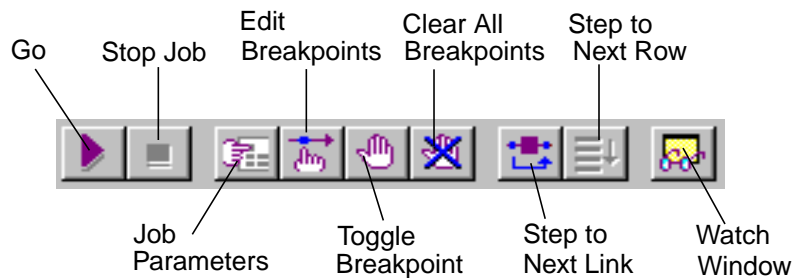 Go
Stop Job
Edit
Breakpoints
Clear All
Breakpoints
Step to
Next Row
Job
Parameters
Toggle
Breakpoint
Step to
Next Link
Watch
Window